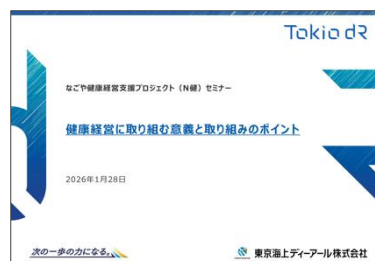 Tokio dR
なごや健康経営支援プロジェクト（N健）セミナー
健康経営に取り組む意義と取り組みのポイント
2026年1月28日
次の一歩の力になる。
東京海上ディーアール株式会社